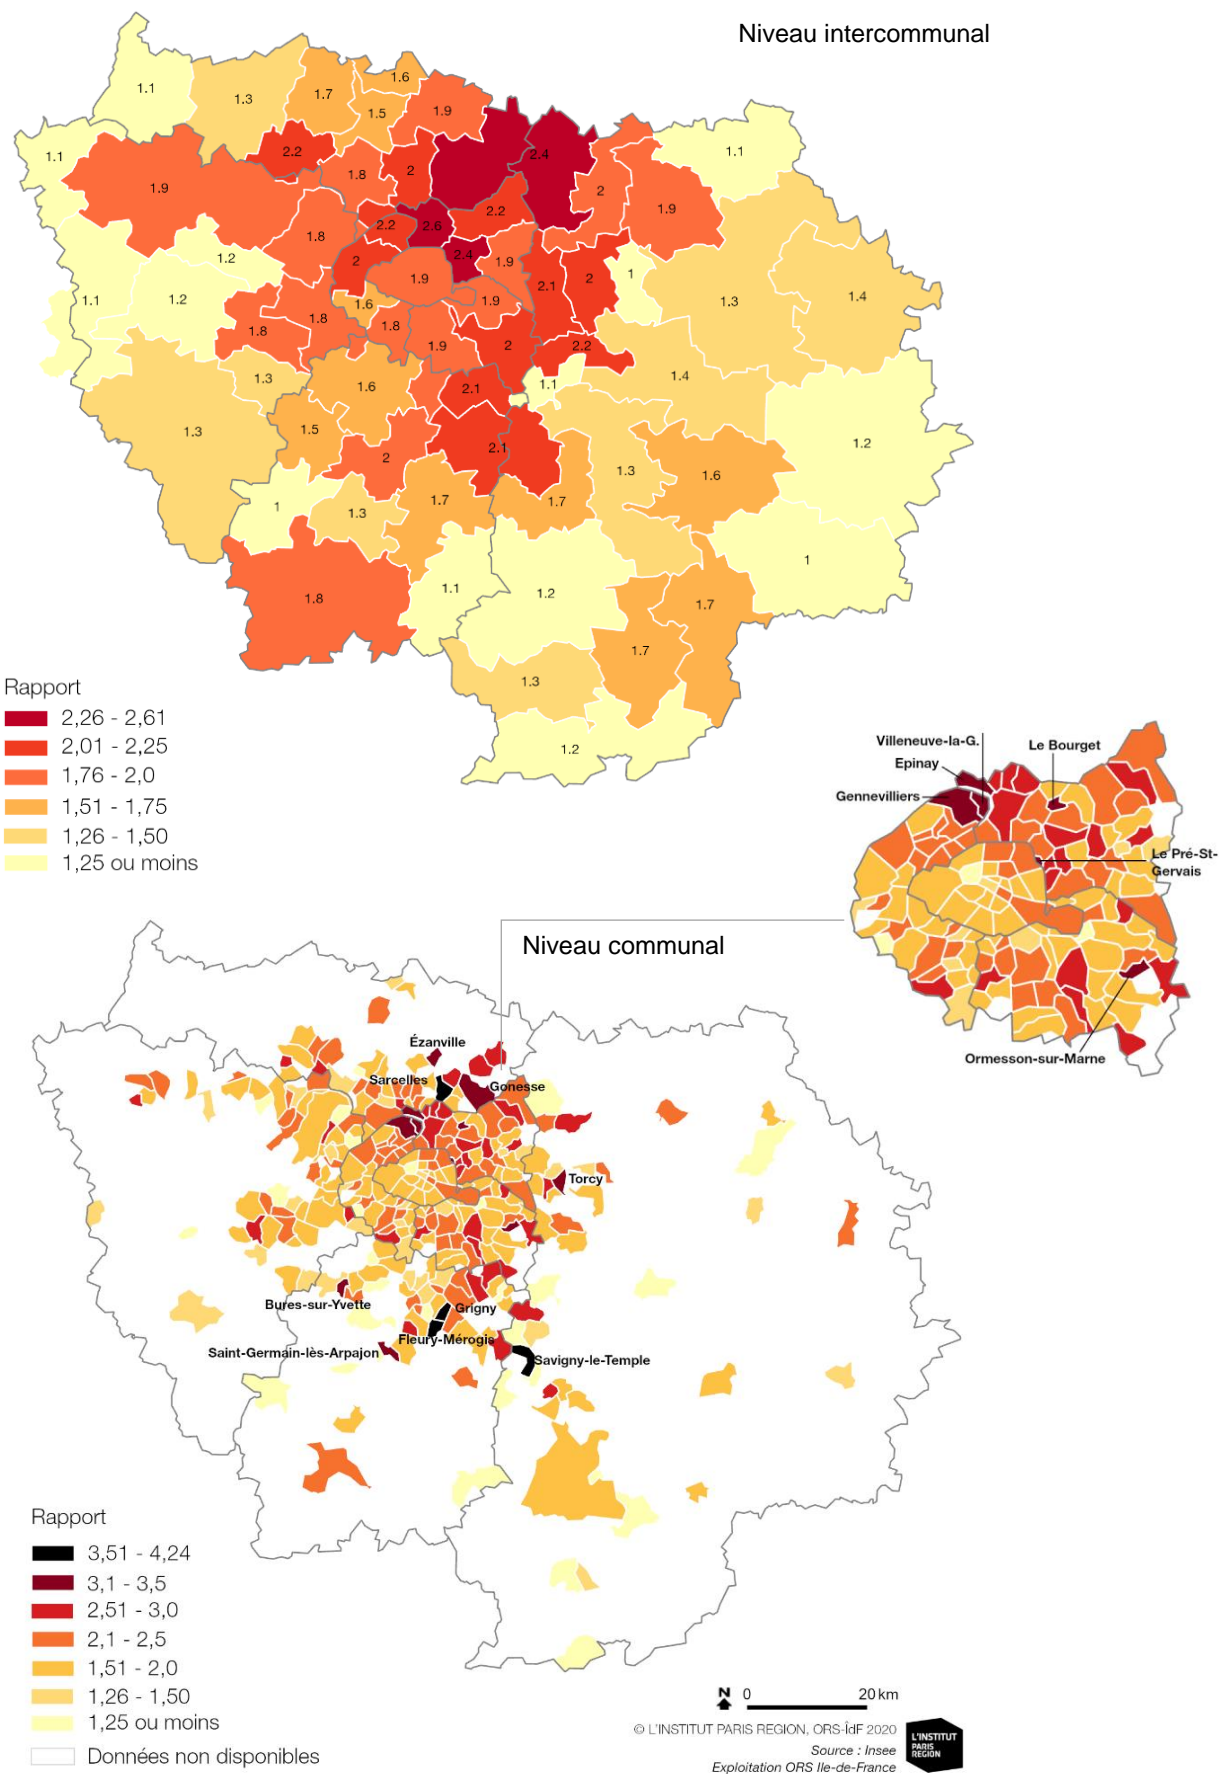 Niveau intercommunal
1.1
1.3
1.7
1.6
1.5
1.9
2.4
1.1
1.1
1.9
2.2
1.8
2
2
1.9
2.2
2.2
2.6
1.8
2.4
1.9
2
1.2
1.9
2.1
2
1
1.1
1.2
1.6
1.9
1.3
1.4
1.8
1.8
1.8
1.9
2
2.2
1.3
1.6
2.1
1.1
1.4
1.3
1.5
2.1
1.2
2
1.3
1.6
1
1.3
1.7
1.7
1
1.8
1.1
1.2
1.7
1.7
1.3
1.2
Rapport
2,26 - 2,61
2,01 - 2,25
1,76 - 2,0
1,51 - 1,75
1,26 - 1,50
1,25 ou moins
Villeneuve-la-G.
Le Bourget
Epinay
Gennevilliers
Le Pré-St-
Gervais
Ormesson-sur-Marne
Niveau communal
Ézanville
Sarcelles
Gonesse
Torcy
Bures-sur-Yvette
Grigny
Fleury-Mérogis
Saint-Germain-lès-Arpajon
Savigny-le-Temple
Rapport
3,51 - 4,24
3,1 - 3,5
2,51 - 3,0
2,1 - 2,5
1,51 - 2,0
1,26 - 1,50
1,25 ou moins
Données non disponibles
N 0 20 km
© L'INSTITUT PARIS REGION, ORS-ÎdF 2020
Source : Insee
Exploitation ORS Ile-de-France
L'INSTITUT
PARIS
REGION